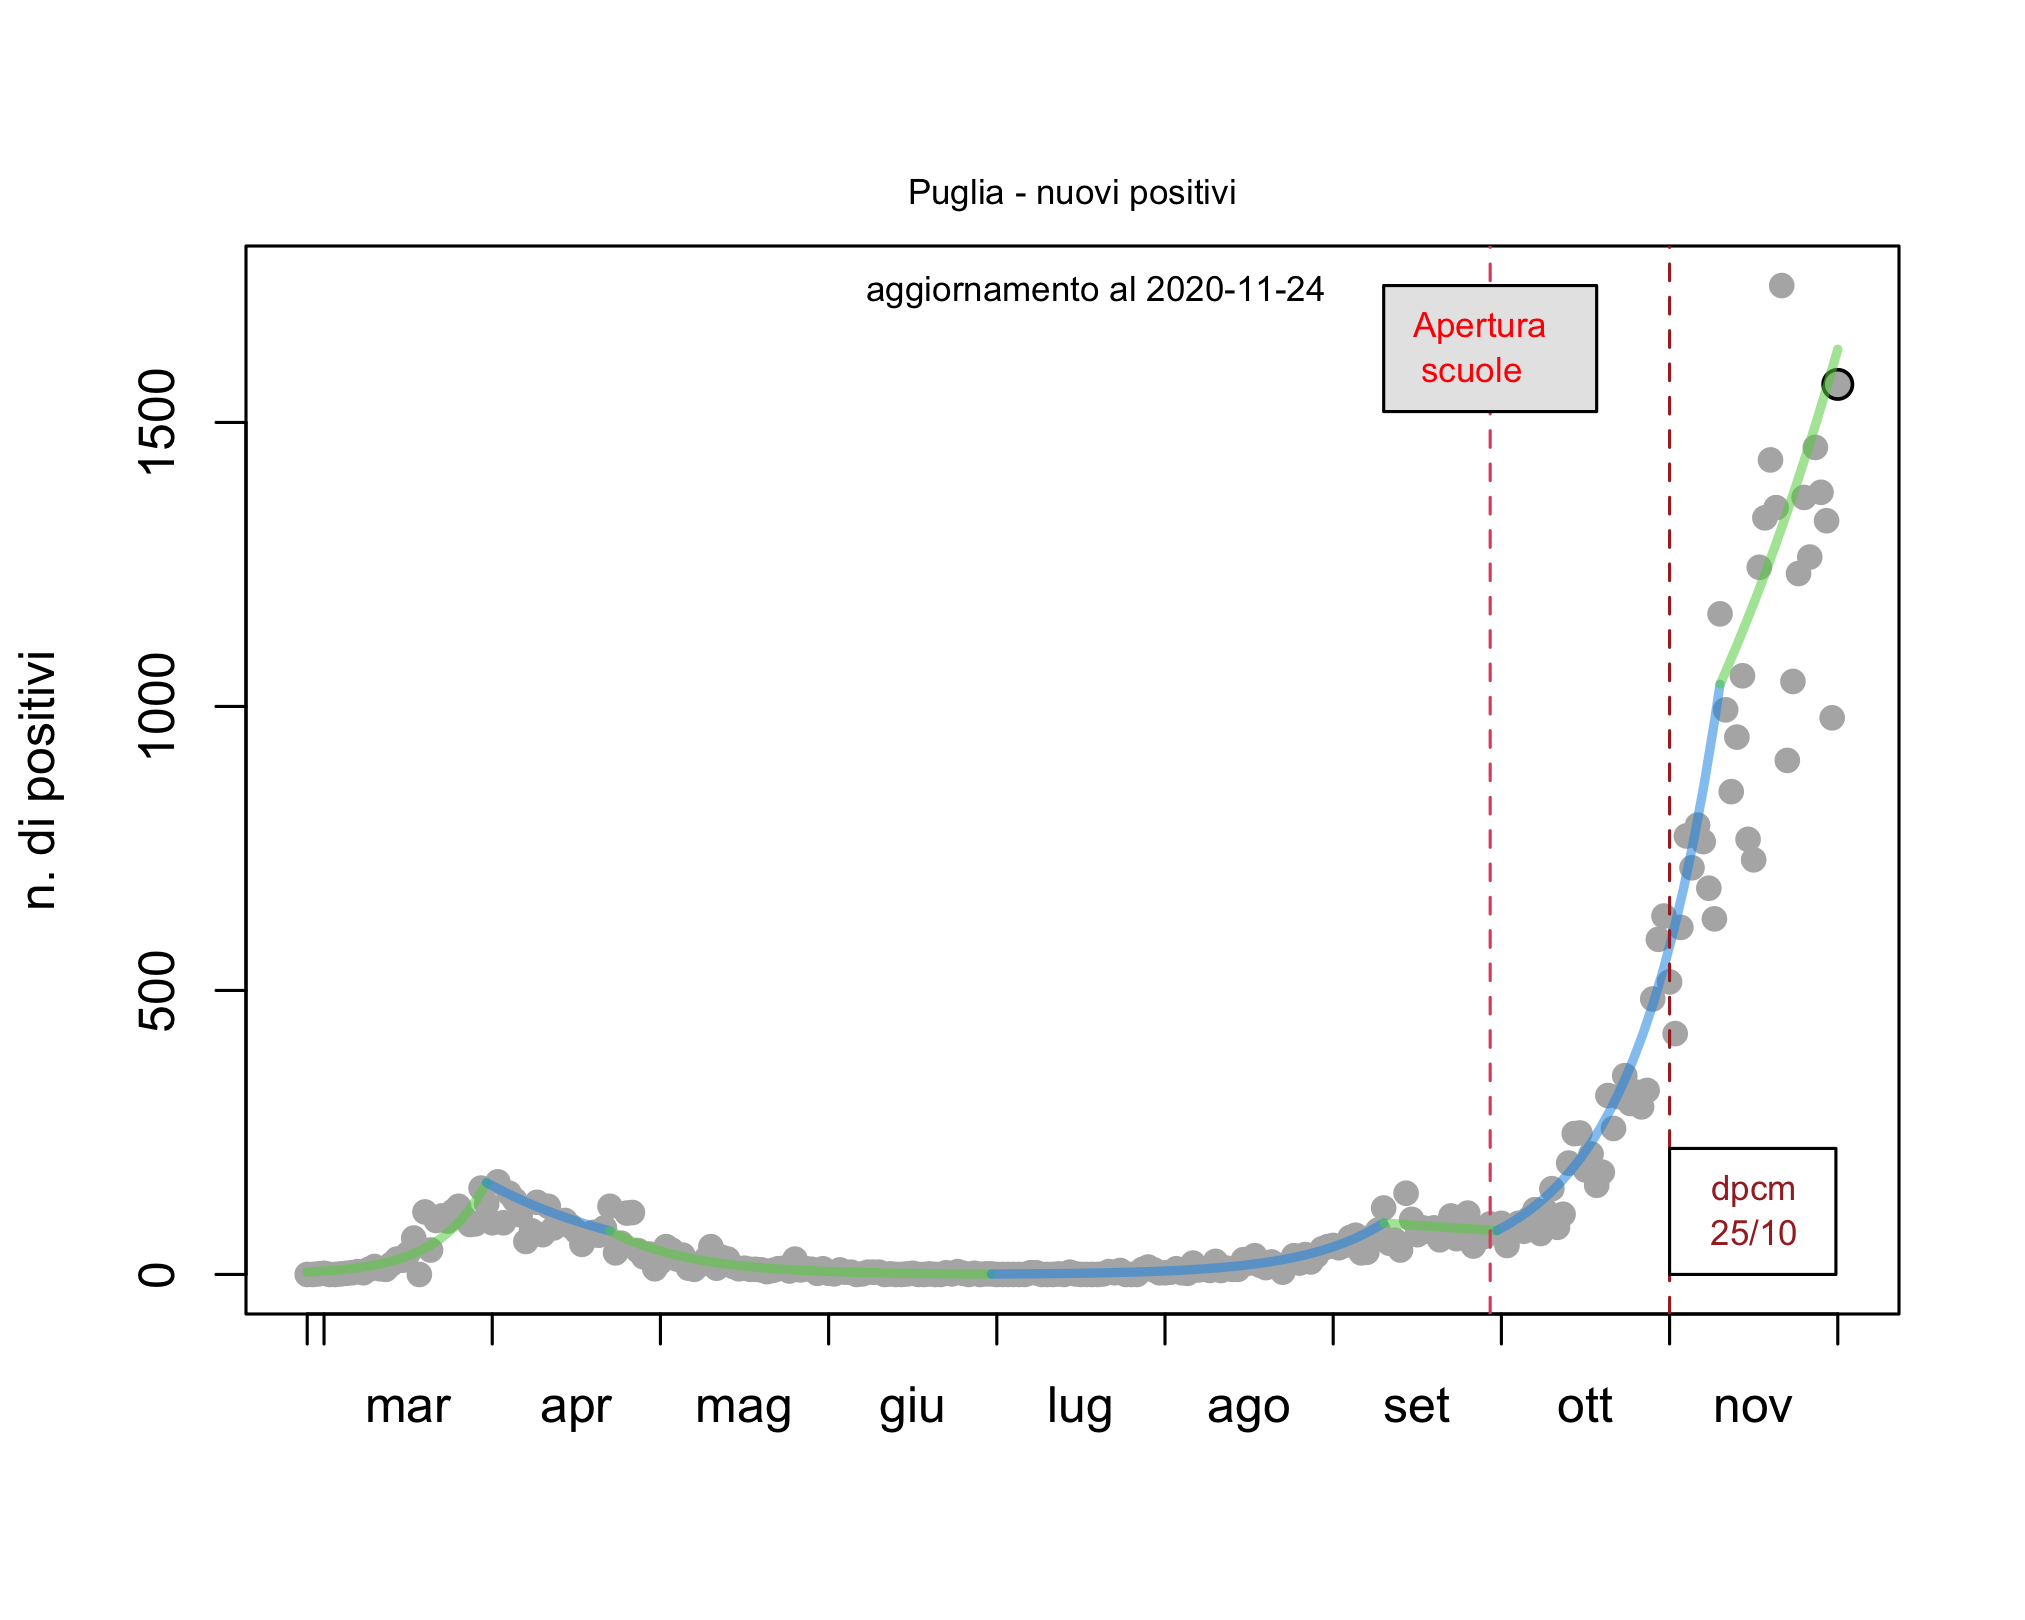 Puglia - nuovi positivi
aggiornamento al 2020-11-24
Apertura
scuole
n. di positivi
1500
1000
500
0
dpcm
25/10
mar apr mag giu lug ago set ott nov